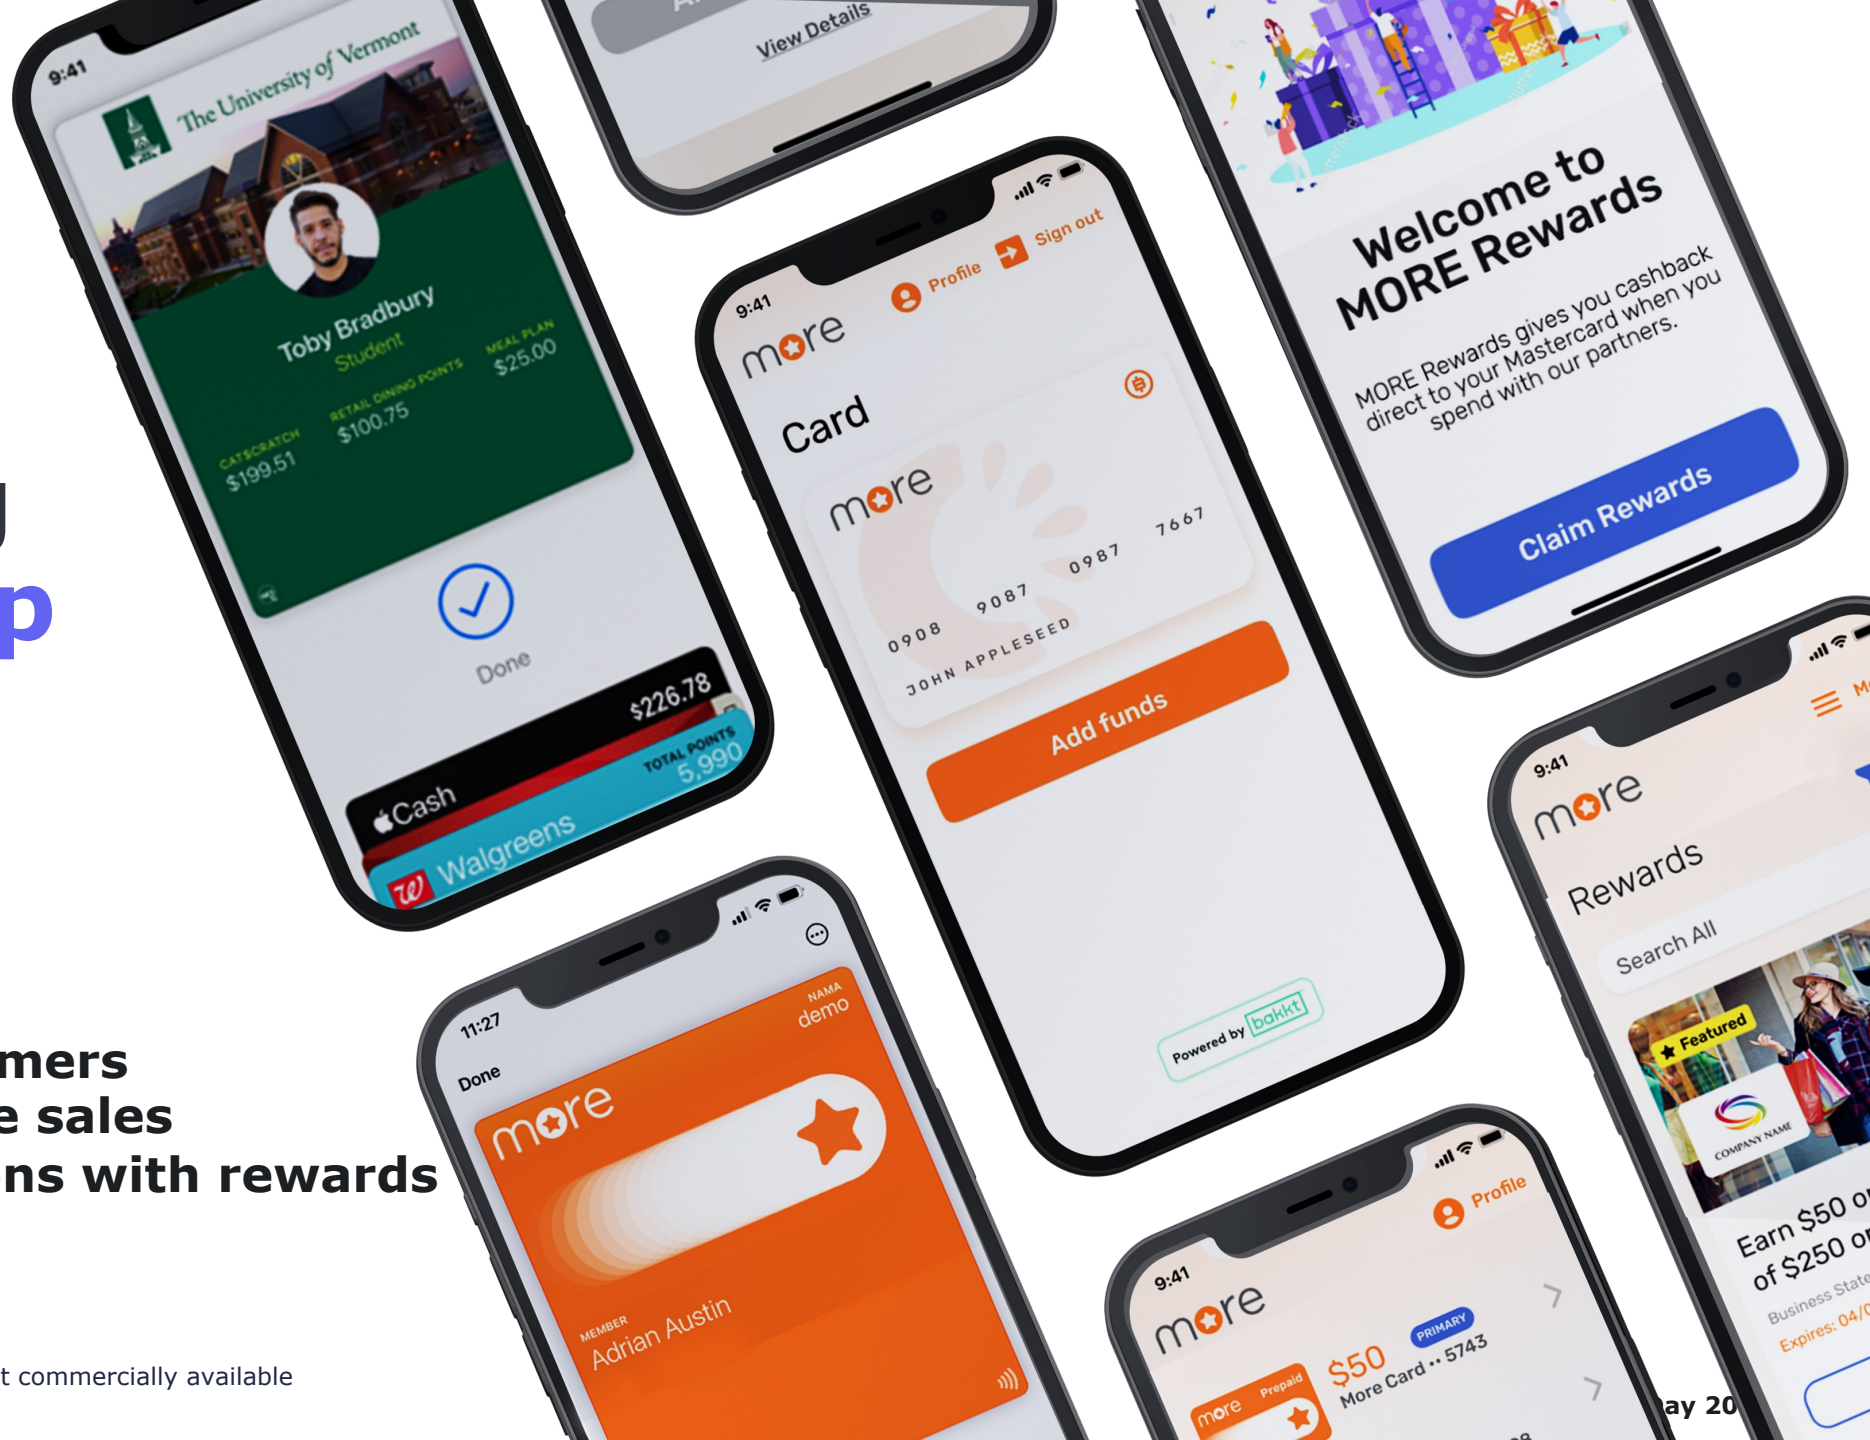 9:41
The University of Vermont
Toby Bradbury
Student
CAT$CRATCH
$199.51
RETAIL DINING POINTS
$100.75
MEAL PLAN
$25.00
Done
$226.78
Cash
TOTAL POINTS
5,990
Walgreens
View Details
9:41
Profile
Sign out
more
Card
more
0908 9087 0987 7667
JOHN APPLESEED
Add funds
Powered by bakkt
Welcome to
MORE Rewards
MORE Rewards gives you cashback
direct to your Mastercard when you
spend with our partners.
Claim Rewards
g
p
mers
e sales
ns with rewards
t commercially available
11:27
Done
NAMA
demo
more
MEMBER
Adrian Austin
9:41
Profile
more
more
Prepaid
$50
PRIMARY
More Card •• 5743
9:41
more
Rewards
Search All
Featured
COMPANY NAME
Earn $50 o
of $250 o
Business State
Expires: 04/0
ay 20